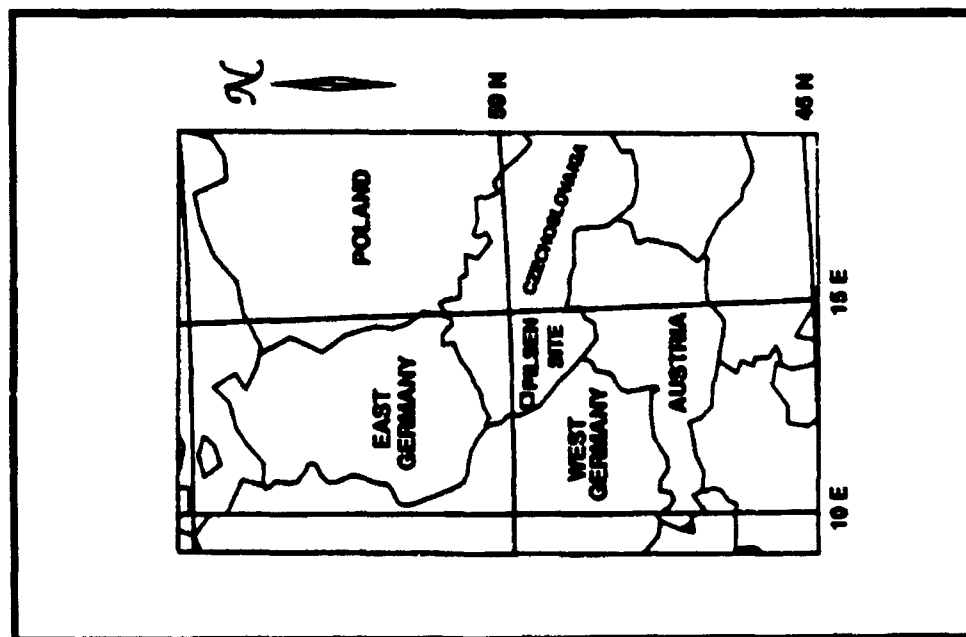 N
50 N
45 N
POLAND
CZECHOSLOVAKIA
EAST
GERMANY
PILSEN
SITE
WEST
GERMANY
AUSTRIA
10 E
15 E